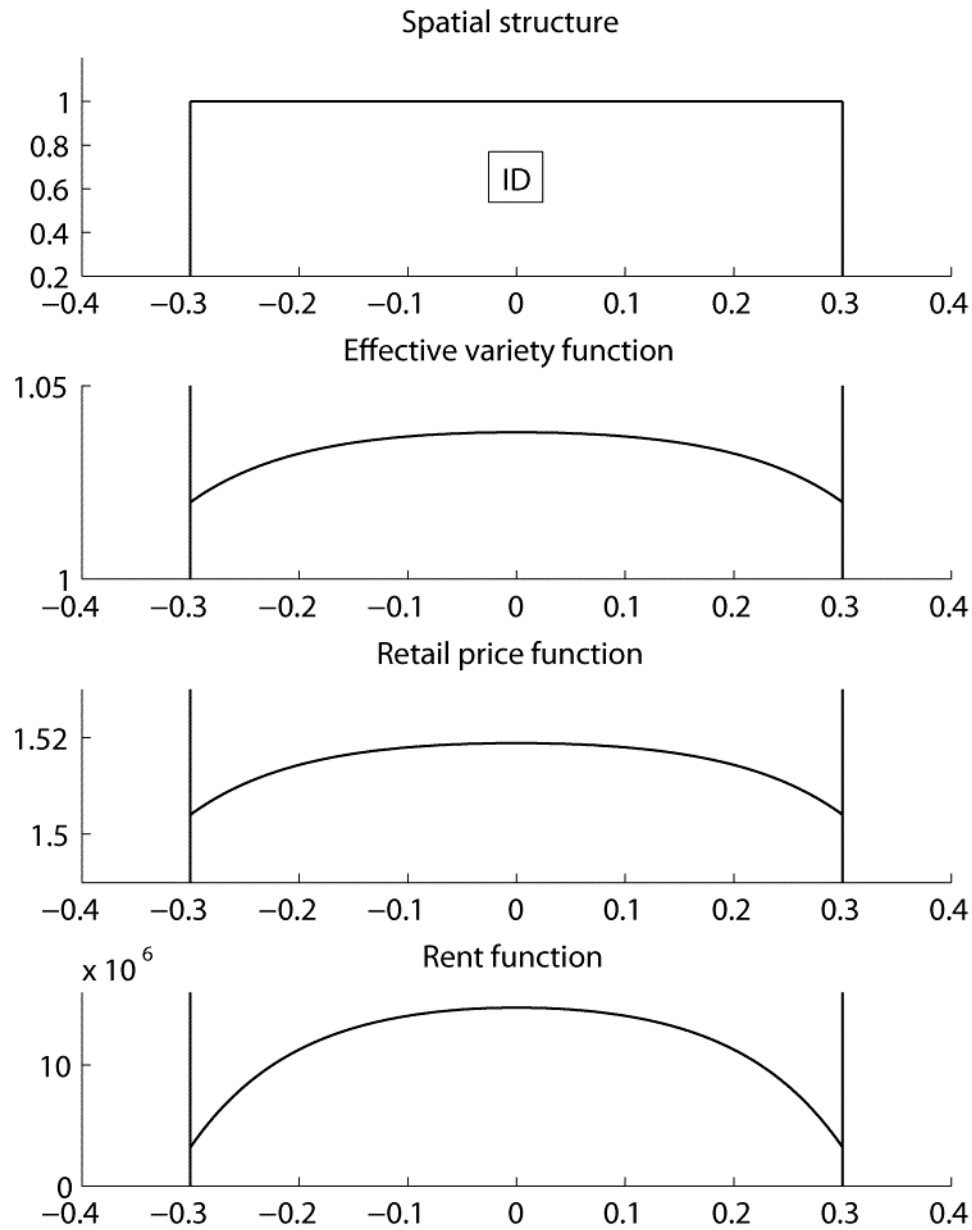 Spatial structure
1
0.8
ID
0.6
0.4
0.2
−0.4 −0.3 −0.2 −0.1 0 0.1 0.2 0.3 0.4
Effective variety function
1.05
1
−0.4 −0.3 −0.2 −0.1 0 0.1 0.2 0.3 0.4
Retail price function
1.52
1.5
−0.4 −0.3 −0.2 −0.1 0 0.1 0.2 0.3 0.4
Rent function
x 10⁶
10
0
−0.4 −0.3 −0.2 −0.1 0 0.1 0.2 0.3 0.4